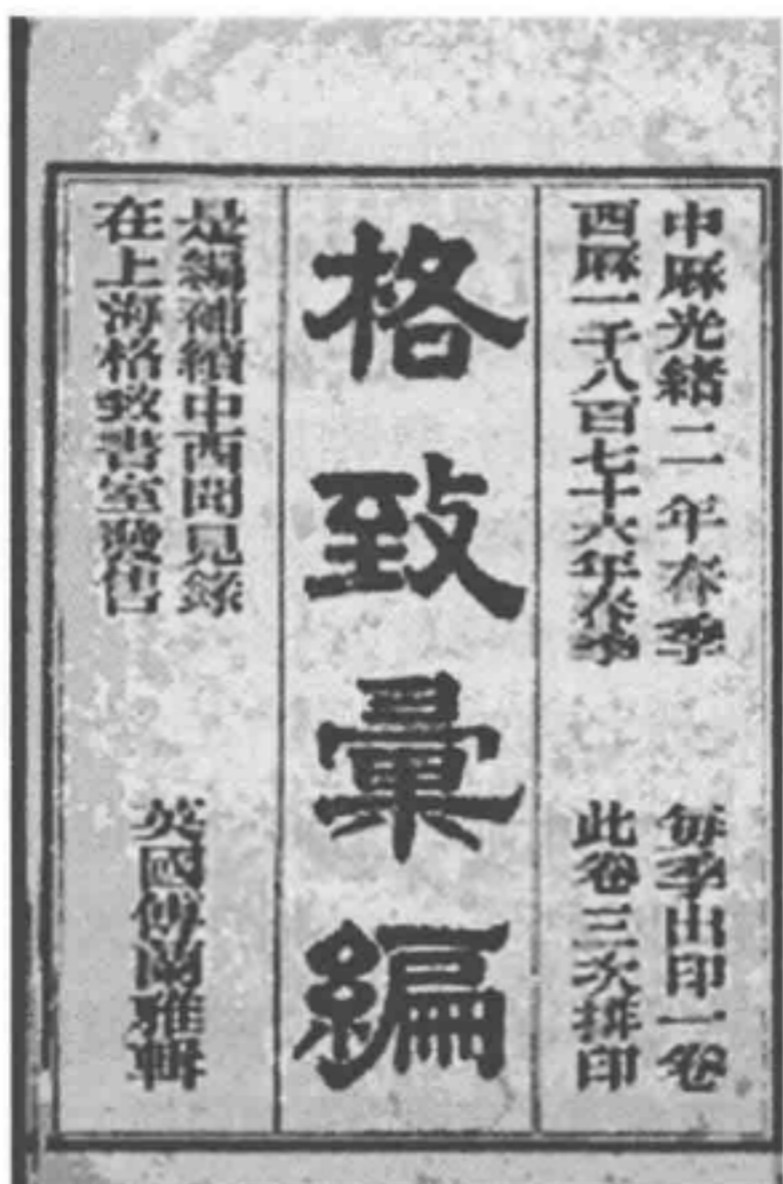 中厤光緒二年春季
西厤一千八百七十六年春季
每季出印一卷
此卷三次排印
格致彙編
是編補續中西聞見錄
在上海格致書室發售
英國傅蘭雅輯